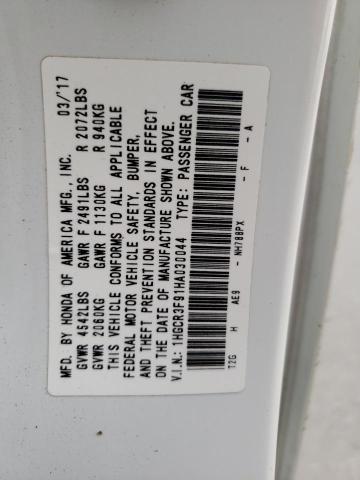 MFD. BY HONDA OF AMERICA MFG., INC. 03/'17
GVWR 4542LBS GAWR F 2491LBS R 2072LBS
GVWR 2060KG GAWR F 1130KG R 940KG
THIS VEHICLE CONFORMS TO ALL APPLICABLE
FEDERAL MOTOR VEHICLE SAFETY, BUMPER,
AND THEFT PREVENTION STANDARDS IN EFFECT
ON THE DATE OF MANUFACTURE SHOWN ABOVE.
V.I.N.: 1HGCR3F91HA030044 TYPE: PASSENGER CAR
T2G H AE9 - NH788PX - F - A